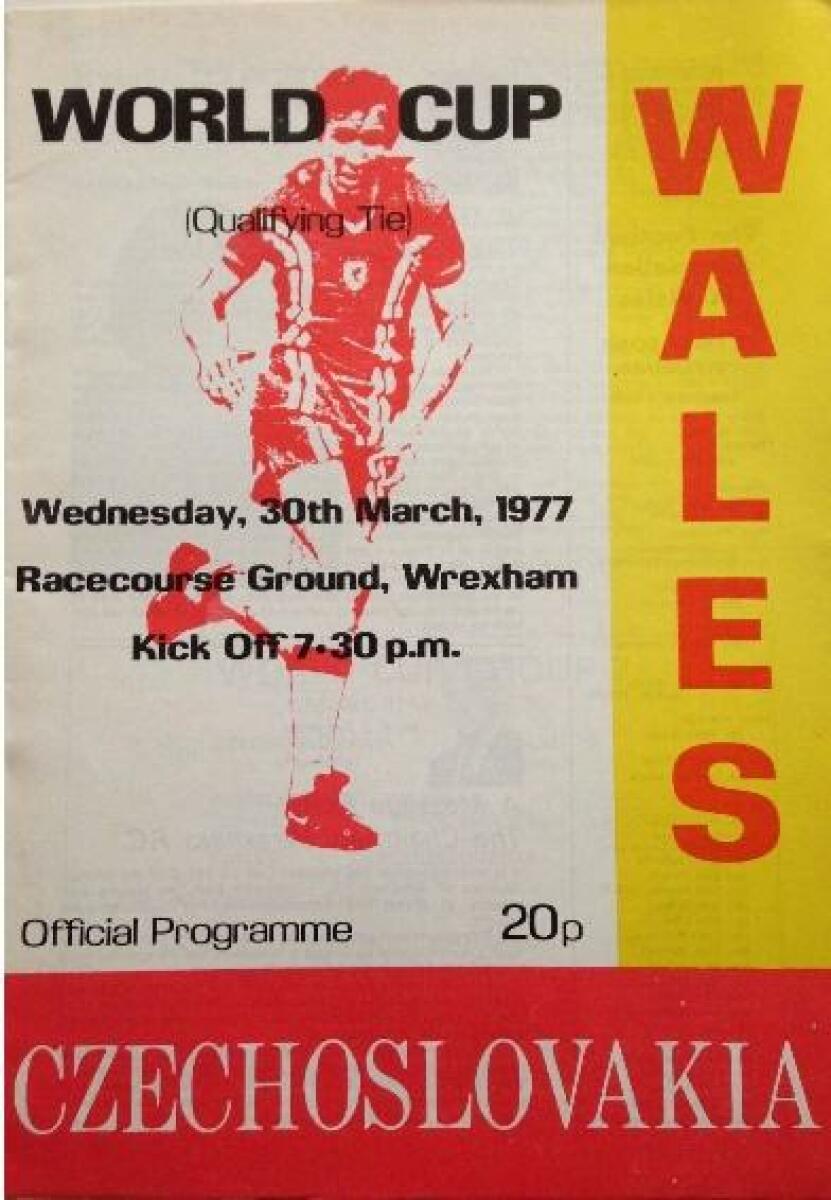 WORLD CUP
(Qualifying Tie)
WALES
Wednesday, 30th March, 1977
Racecourse Ground, Wrexham
Kick Off 7·30 p.m.
Official Programme
20p
CZECHOSLOVAKIA